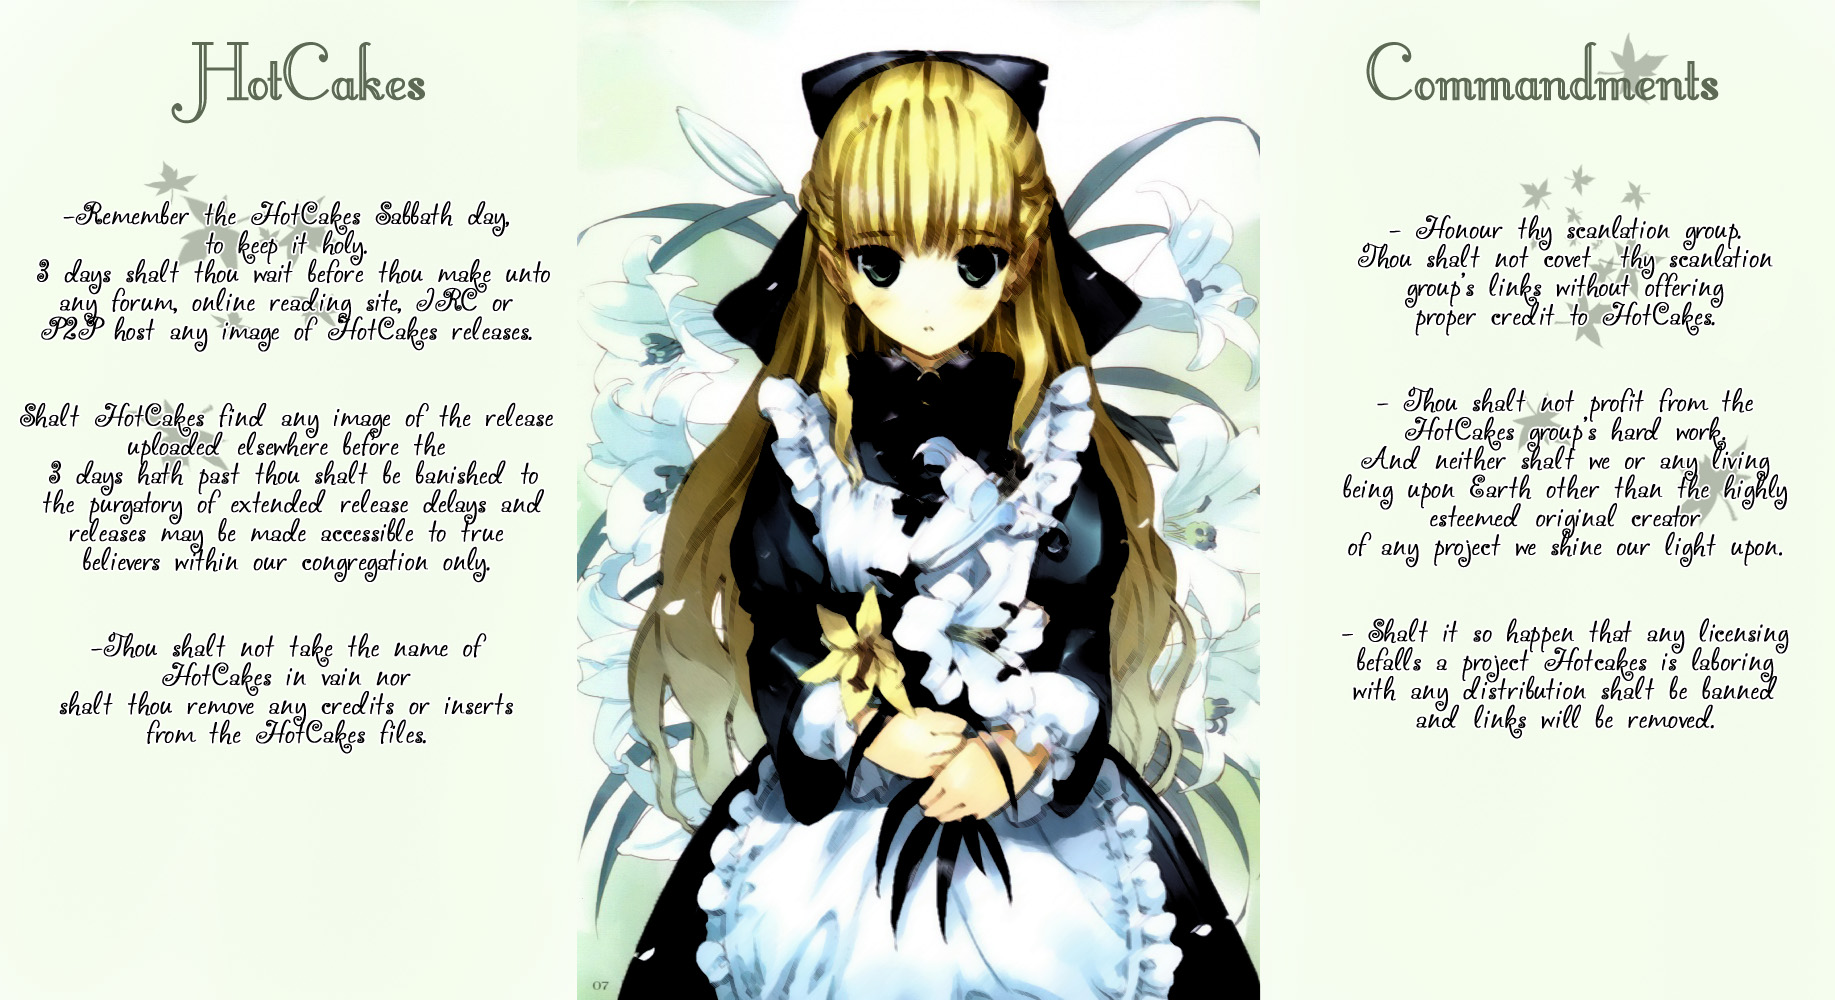 HotCakes
-Remember the HotCakes Sabbath day,
to keep it holy.
3 days shalt thou wait before thou make unto
any forum, online reading site, IRC or
P2P host any image of HotCakes releases.
Shalt HotCakes find any image of the release
uploaded elsewhere before the
3 days hath past thou shalt be banished to
the purgatory of extended release delays and
releases may be made accessible to true
believers within our congregation only.
-Thou shalt not take the name of
HotCakes in vain nor
shalt thou remove any credits or inserts
from the HotCakes files.
07
Commandments
- Honour thy scanlation group.
Thou shalt not covet thy scanlation
group's links without offering
proper credit to HotCakes.
- Thou shalt not profit from the
HotCakes group's hard work,
And neither shalt we or any living
being upon Earth other than the highly
esteemed original creator
of any project we shine our light upon.
- Shalt it so happen that any licensing
befalls a project Hotcakes is laboring
with any distribution shalt be banned
and links will be removed.